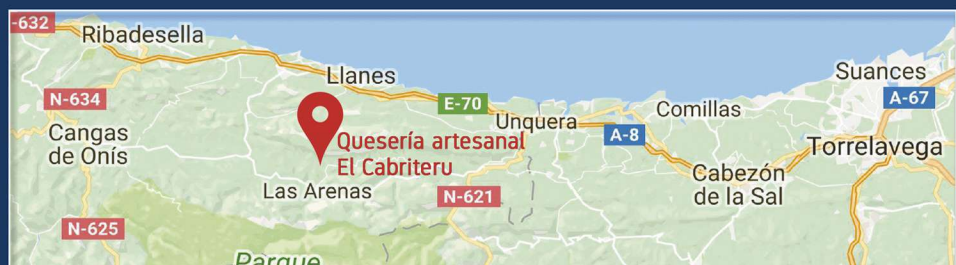 -632
Ribadesella
Llanes
Suances
N-634
E-70
A-67
Comillas
Unquera
A-8
Cangas
de Onís
Quesería artesanal
El Cabriteru
Torrelavega
Cabezón
de la Sal
Las Arenas
N-621
N-625
Parque